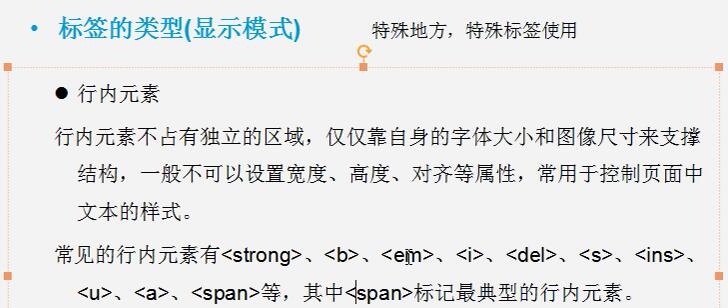 • 标签的类型(显示模式) 特殊地方，特殊标签使用
● 行内元素
行内元素不占有独立的区域，仅仅靠自身的字体大小和图像尺寸来支撑
结构，一般不可以设置宽度、高度、对齐等属性，常用于控制页面中
文本的样式。
常见的行内元素有<strong>、<b>、<em>、<i>、<del>、<s>、<ins>、
<u>、<a>、<span>等，其中<span>标记最典型的行内元素。